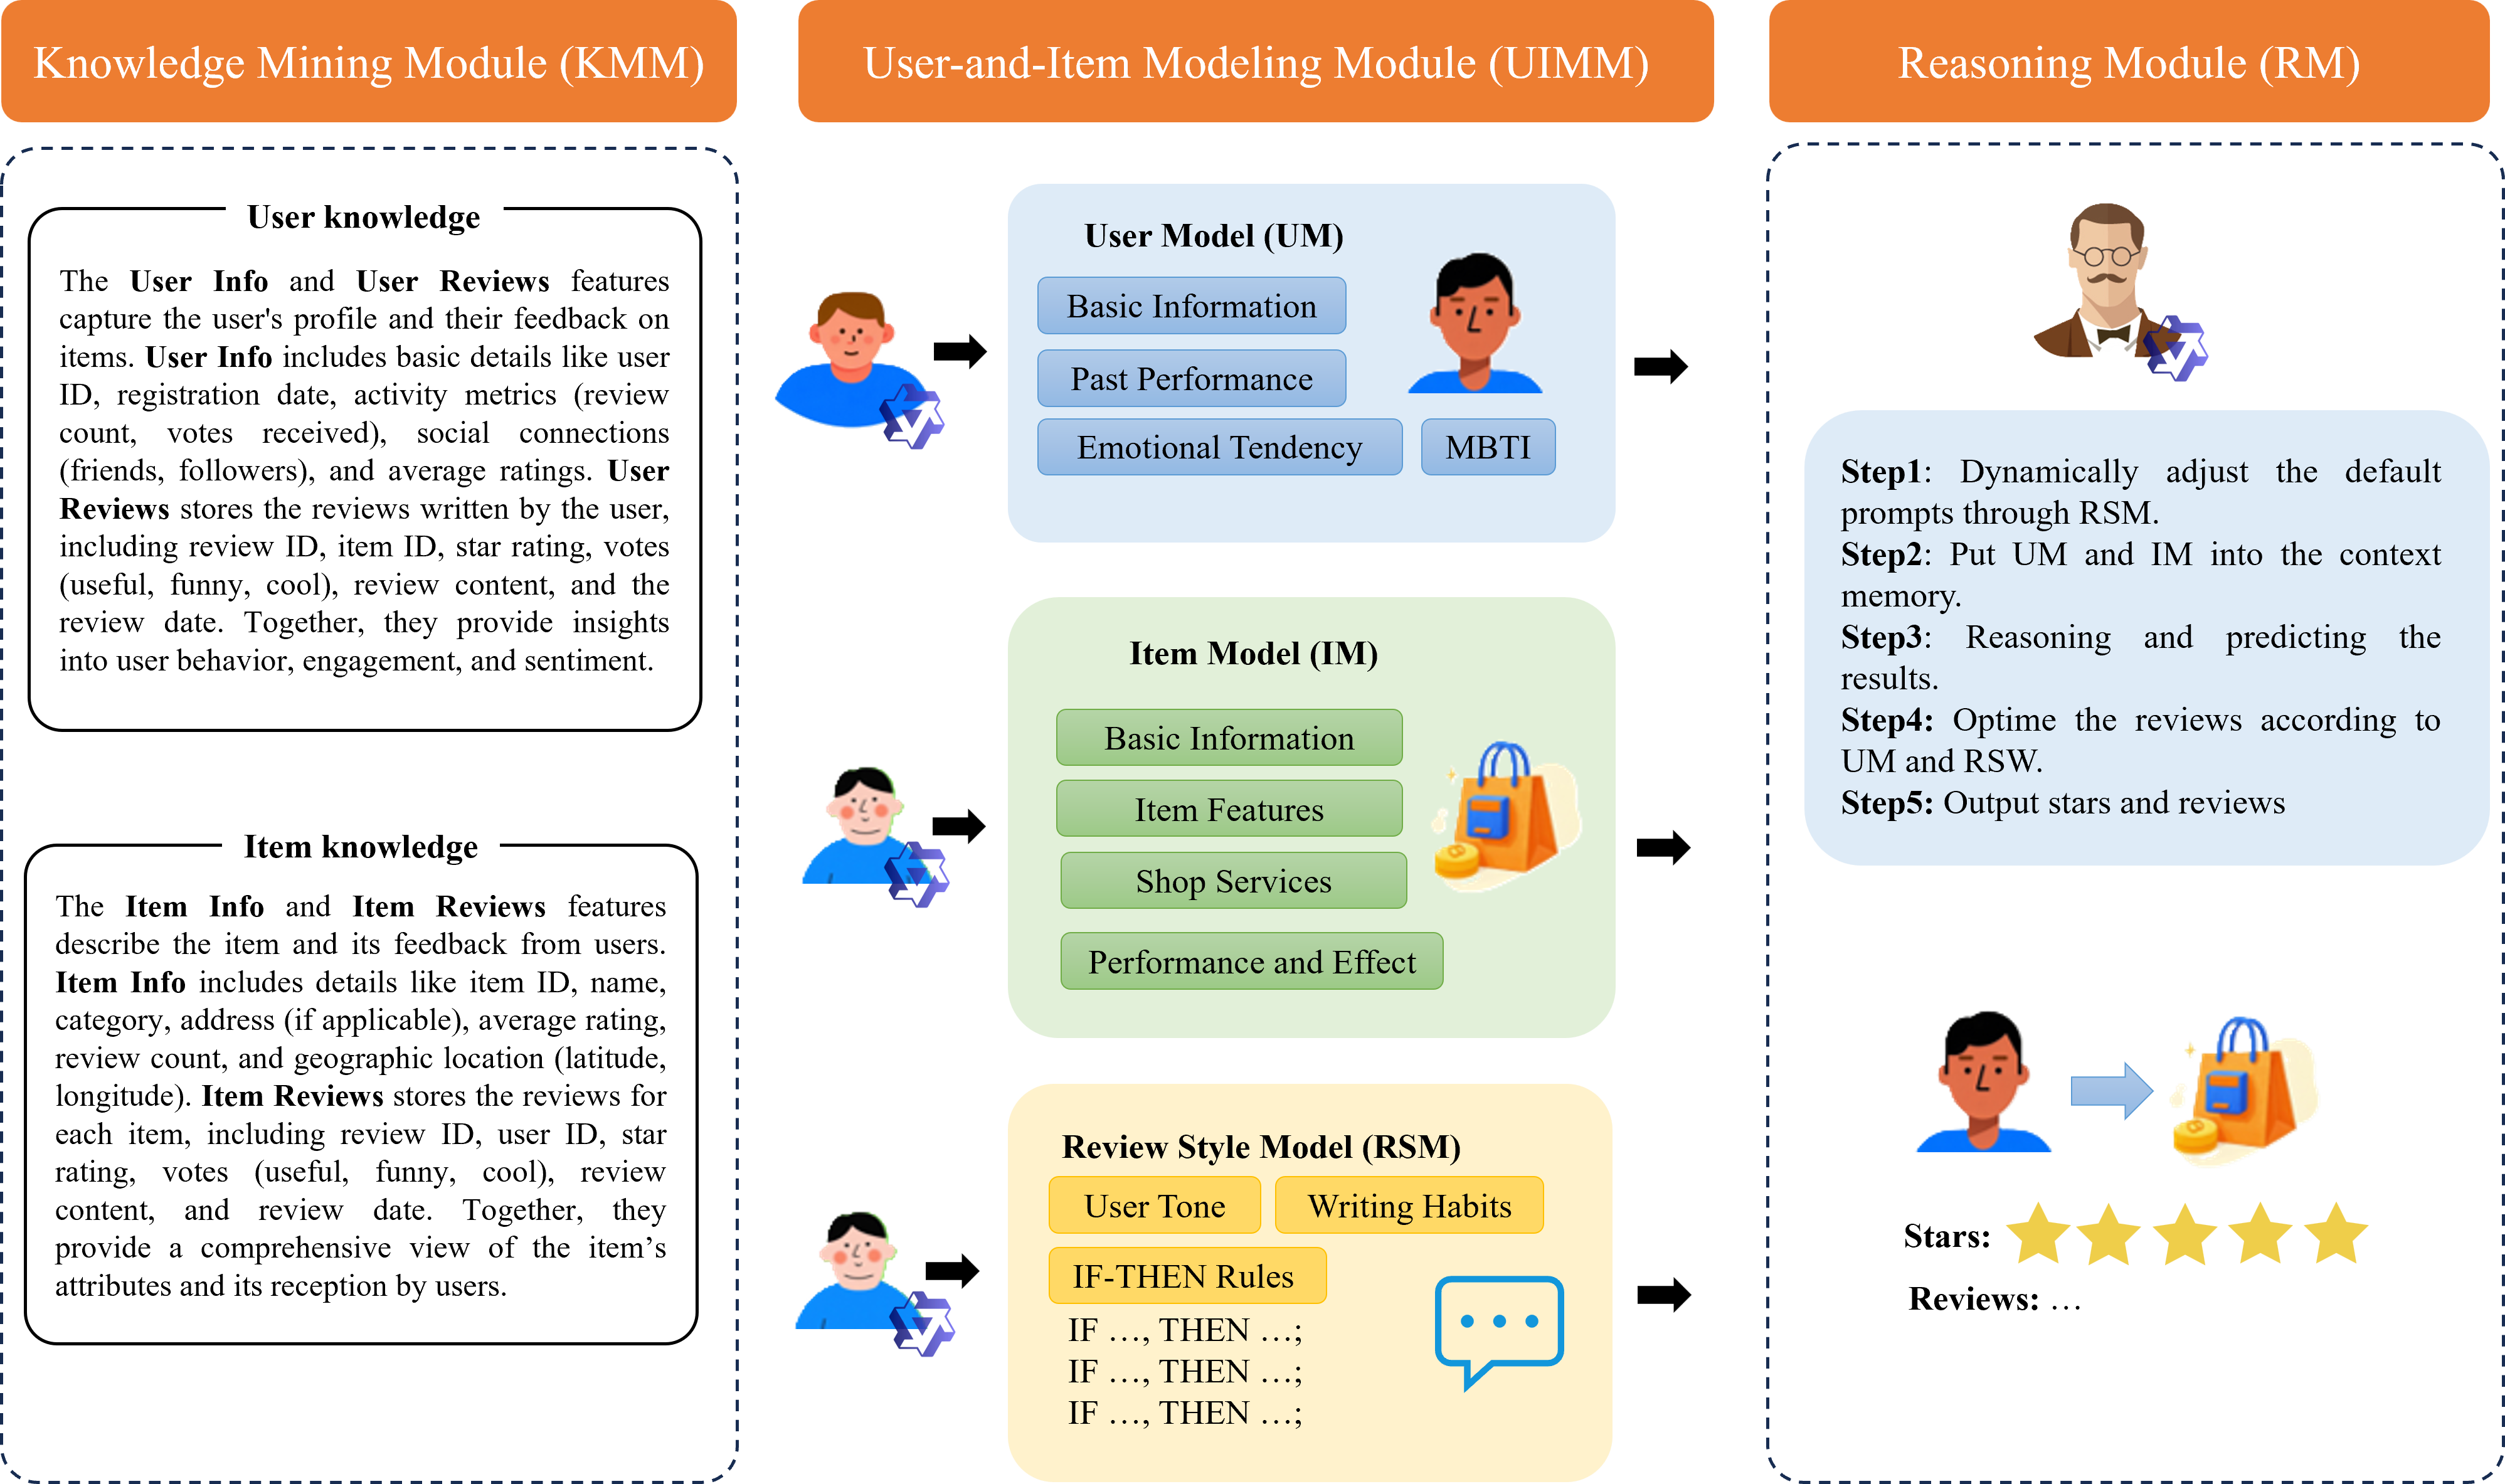 Knowledge Mining Module (KMM)
User knowledge
The User Info and User Reviews features
capture the user's profile and their feedback on
items. User Info includes basic details like user
ID, registration date, activity metrics (review
count, votes received), social connections
(friends, followers), and average ratings. User
Reviews stores the reviews written by the user,
including review ID, item ID, star rating, votes
(useful, funny, cool), review content, and the
review date. Together, they provide insights
into user behavior, engagement, and sentiment.
Item knowledge
The Item Info and Item Reviews features
describe the item and its feedback from users.
Item Info includes details like item ID, name,
category, address (if applicable), average rating,
review count, and geographic location (latitude,
longitude). Item Reviews stores the reviews for
each item, including review ID, user ID, star
rating, votes (useful, funny, cool), review
content, and review date. Together, they
provide a comprehensive view of the item’s
attributes and its reception by users.
User-and-Item Modeling Module (UIMM)
User Model (UM)
Basic Information
Past Performance
Emotional Tendency
MBTI
Item Model (IM)
Basic Information
Item Features
Shop Services
Performance and Effect
Review Style Model (RSM)
User Tone
Writing Habits
IF-THEN Rules
IF …, THEN …;
IF …, THEN …;
IF …, THEN …;
Reasoning Module (RM)
Step1: Dynamically adjust the default
prompts through RSM.
Step2: Put UM and IM into the context
memory.
Step3: Reasoning and predicting the
results.
Step4: Optime the reviews according to
UM and RSW.
Step5: Output stars and reviews
Stars:
Reviews: …